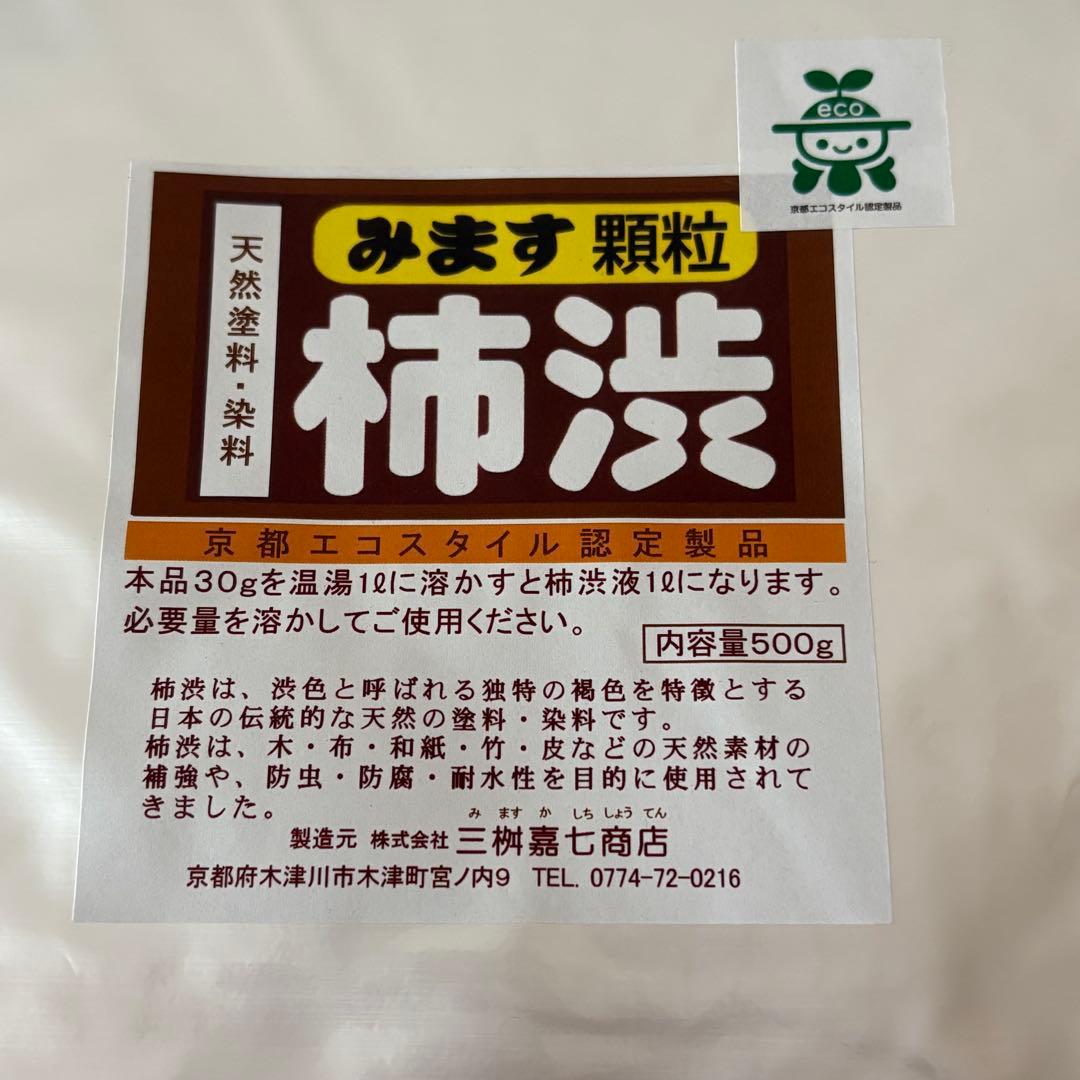 eco
京都エコスタイル認定製品
みます 顆粒
天然塗料・染料
柿渋
京都エコスタイル認定製品
本品30gを温湯1ℓに溶かすと柿渋液1ℓになります。
必要量を溶かしてご使用ください。
内容量500g
柿渋は、渋色と呼ばれる独特の褐色を特徴とする
日本の伝統的な天然の塗料・染料です。
柿渋は、木・布・和紙・竹・皮などの天然素材の
補強や、防虫・防腐・耐水性を目的に使用されて
きました。
み ます か しち しょう てん
製造元 株式会社 三桝嘉七商店
京都府木津川市木津町宮ノ内9 TEL. 0774-72-0216